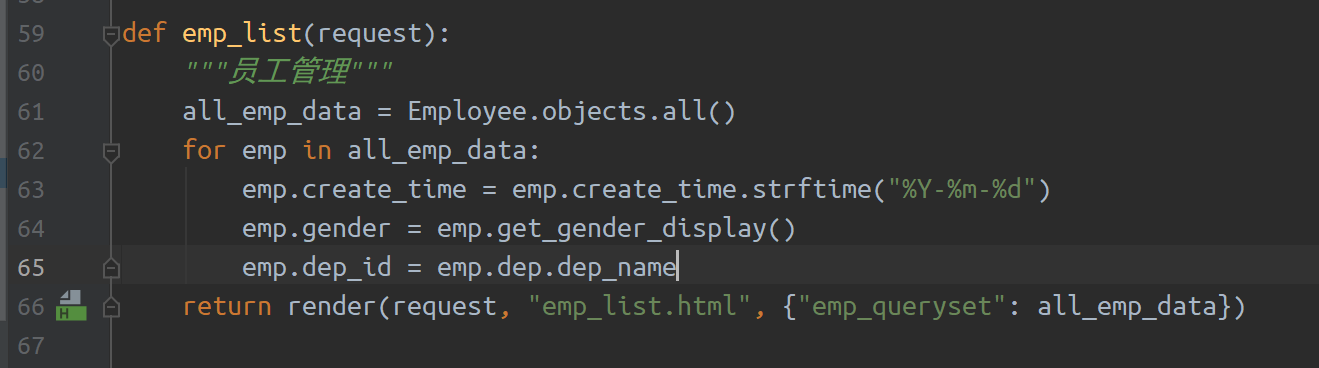 59 def emp_list(request):
60     """员工管理"""
61     all_emp_data = Employee.objects.all()
62     for emp in all_emp_data:
63         emp.create_time = emp.create_time.strftime("%Y-%m-%d")
64         emp.gender = emp.get_gender_display()
65         emp.dep_id = emp.dep.dep_name
66 H     return render(request, "emp_list.html", {"emp_queryset": all_emp_data})
67